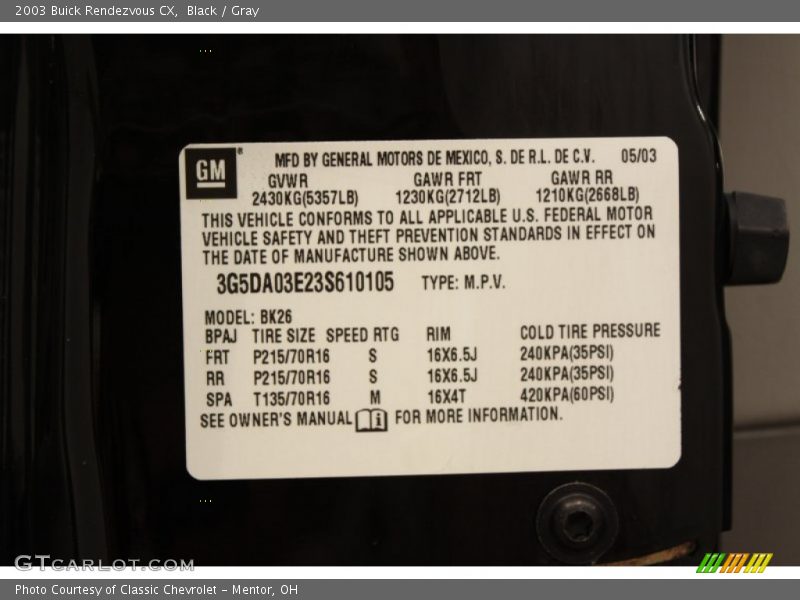 2003 Buick Rendezvous CX, Black / Gray
GM®
MFD BY GENERAL MOTORS DE MEXICO, S. DE R.L. DE C.V. 05/03
GVWR GAWR FRT GAWR RR
2430KG(5357LB) 1230KG(2712LB) 1210KG(2668LB)
THIS VEHICLE CONFORMS TO ALL APPLICABLE U.S. FEDERAL MOTOR
VEHICLE SAFETY AND THEFT PREVENTION STANDARDS IN EFFECT ON
THE DATE OF MANUFACTURE SHOWN ABOVE.
3G5DA03E23S610105 TYPE: M.P.V.
MODEL: BK26
BPAJ TIRE SIZE SPEED RTG RIM COLD TIRE PRESSURE
FRT P215/70R16 S 16X6.5J 240KPA(35PSI)
RR P215/70R16 S 16X6.5J 240KPA(35PSI)
SPA T135/70R16 M 16X4T 420KPA(60PSI)
SEE OWNER'S MANUAL FOR MORE INFORMATION.
GTCARLOT.COM
Photo Courtesy of Classic Chevrolet - Mentor, OH